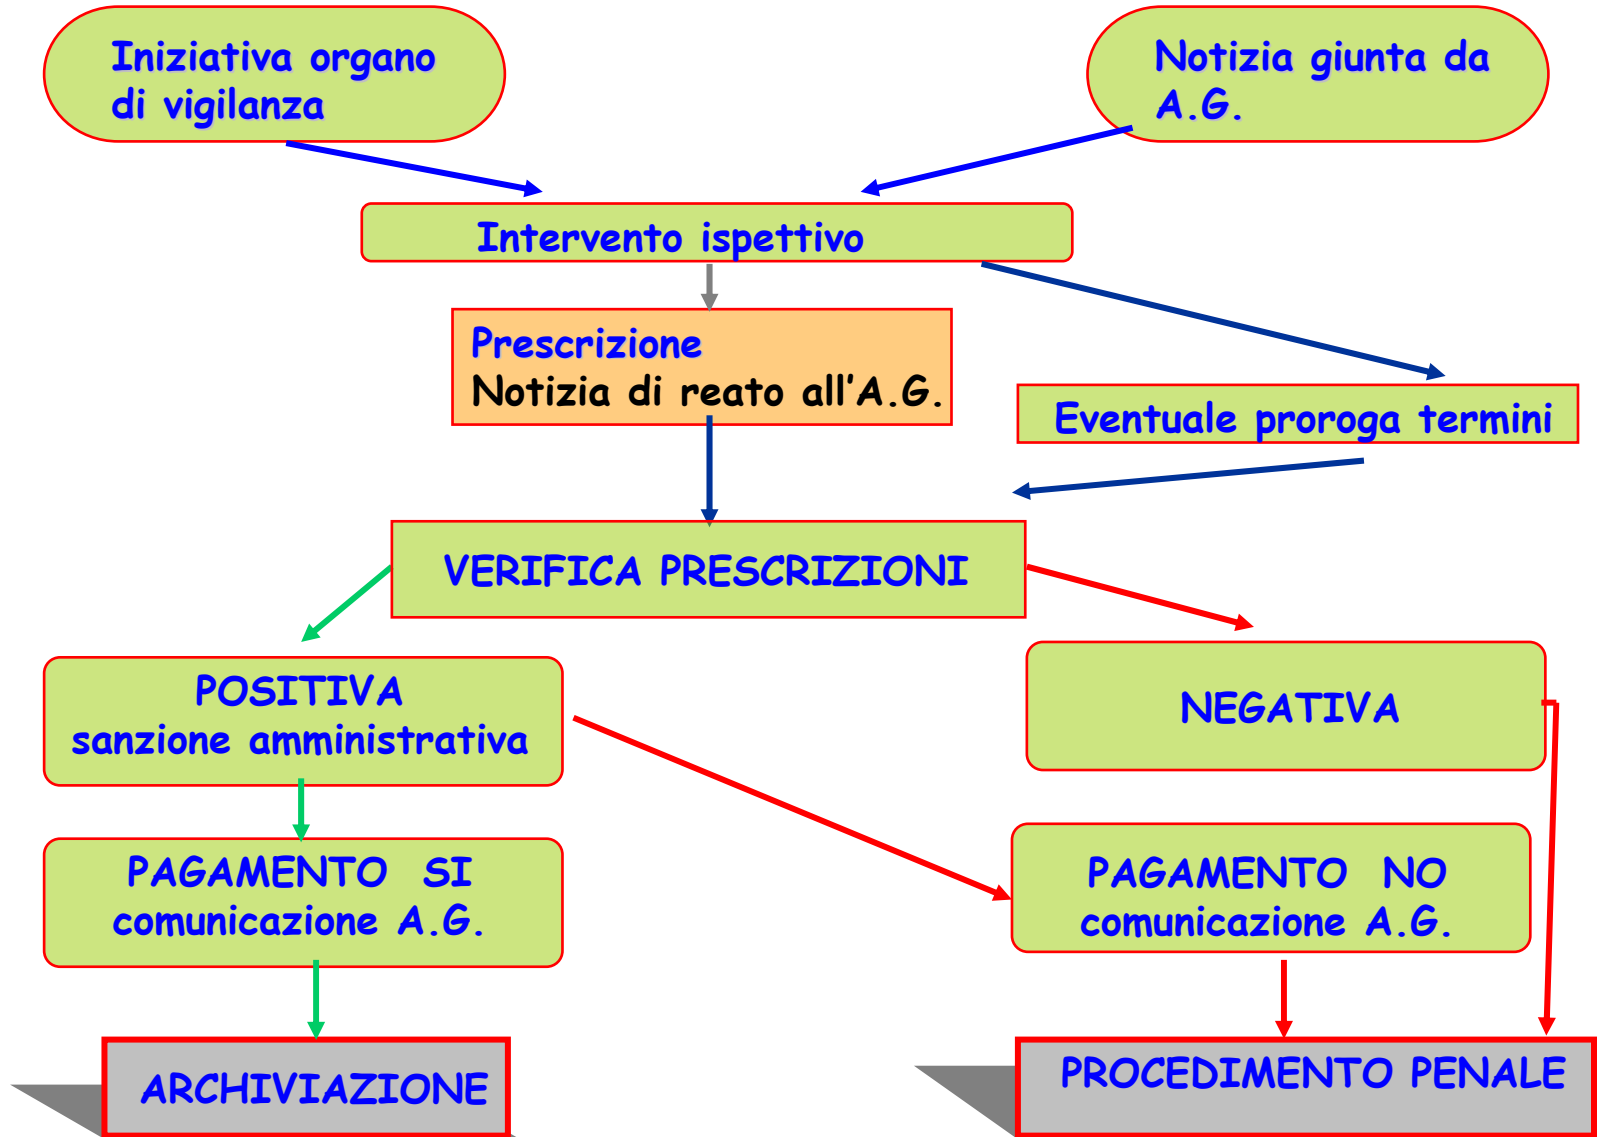 Iniziativa organo
di vigilanza
Notizia giunta da
A.G.
Intervento ispettivo
Prescrizione
Notizia di reato all’A.G.
Eventuale proroga termini
VERIFICA PRESCRIZIONI
POSITIVA
sanzione amministrativa
NEGATIVA
PAGAMENTO SI
comunicazione A.G.
PAGAMENTO NO
comunicazione A.G.
ARCHIVIAZIONE
PROCEDIMENTO PENALE